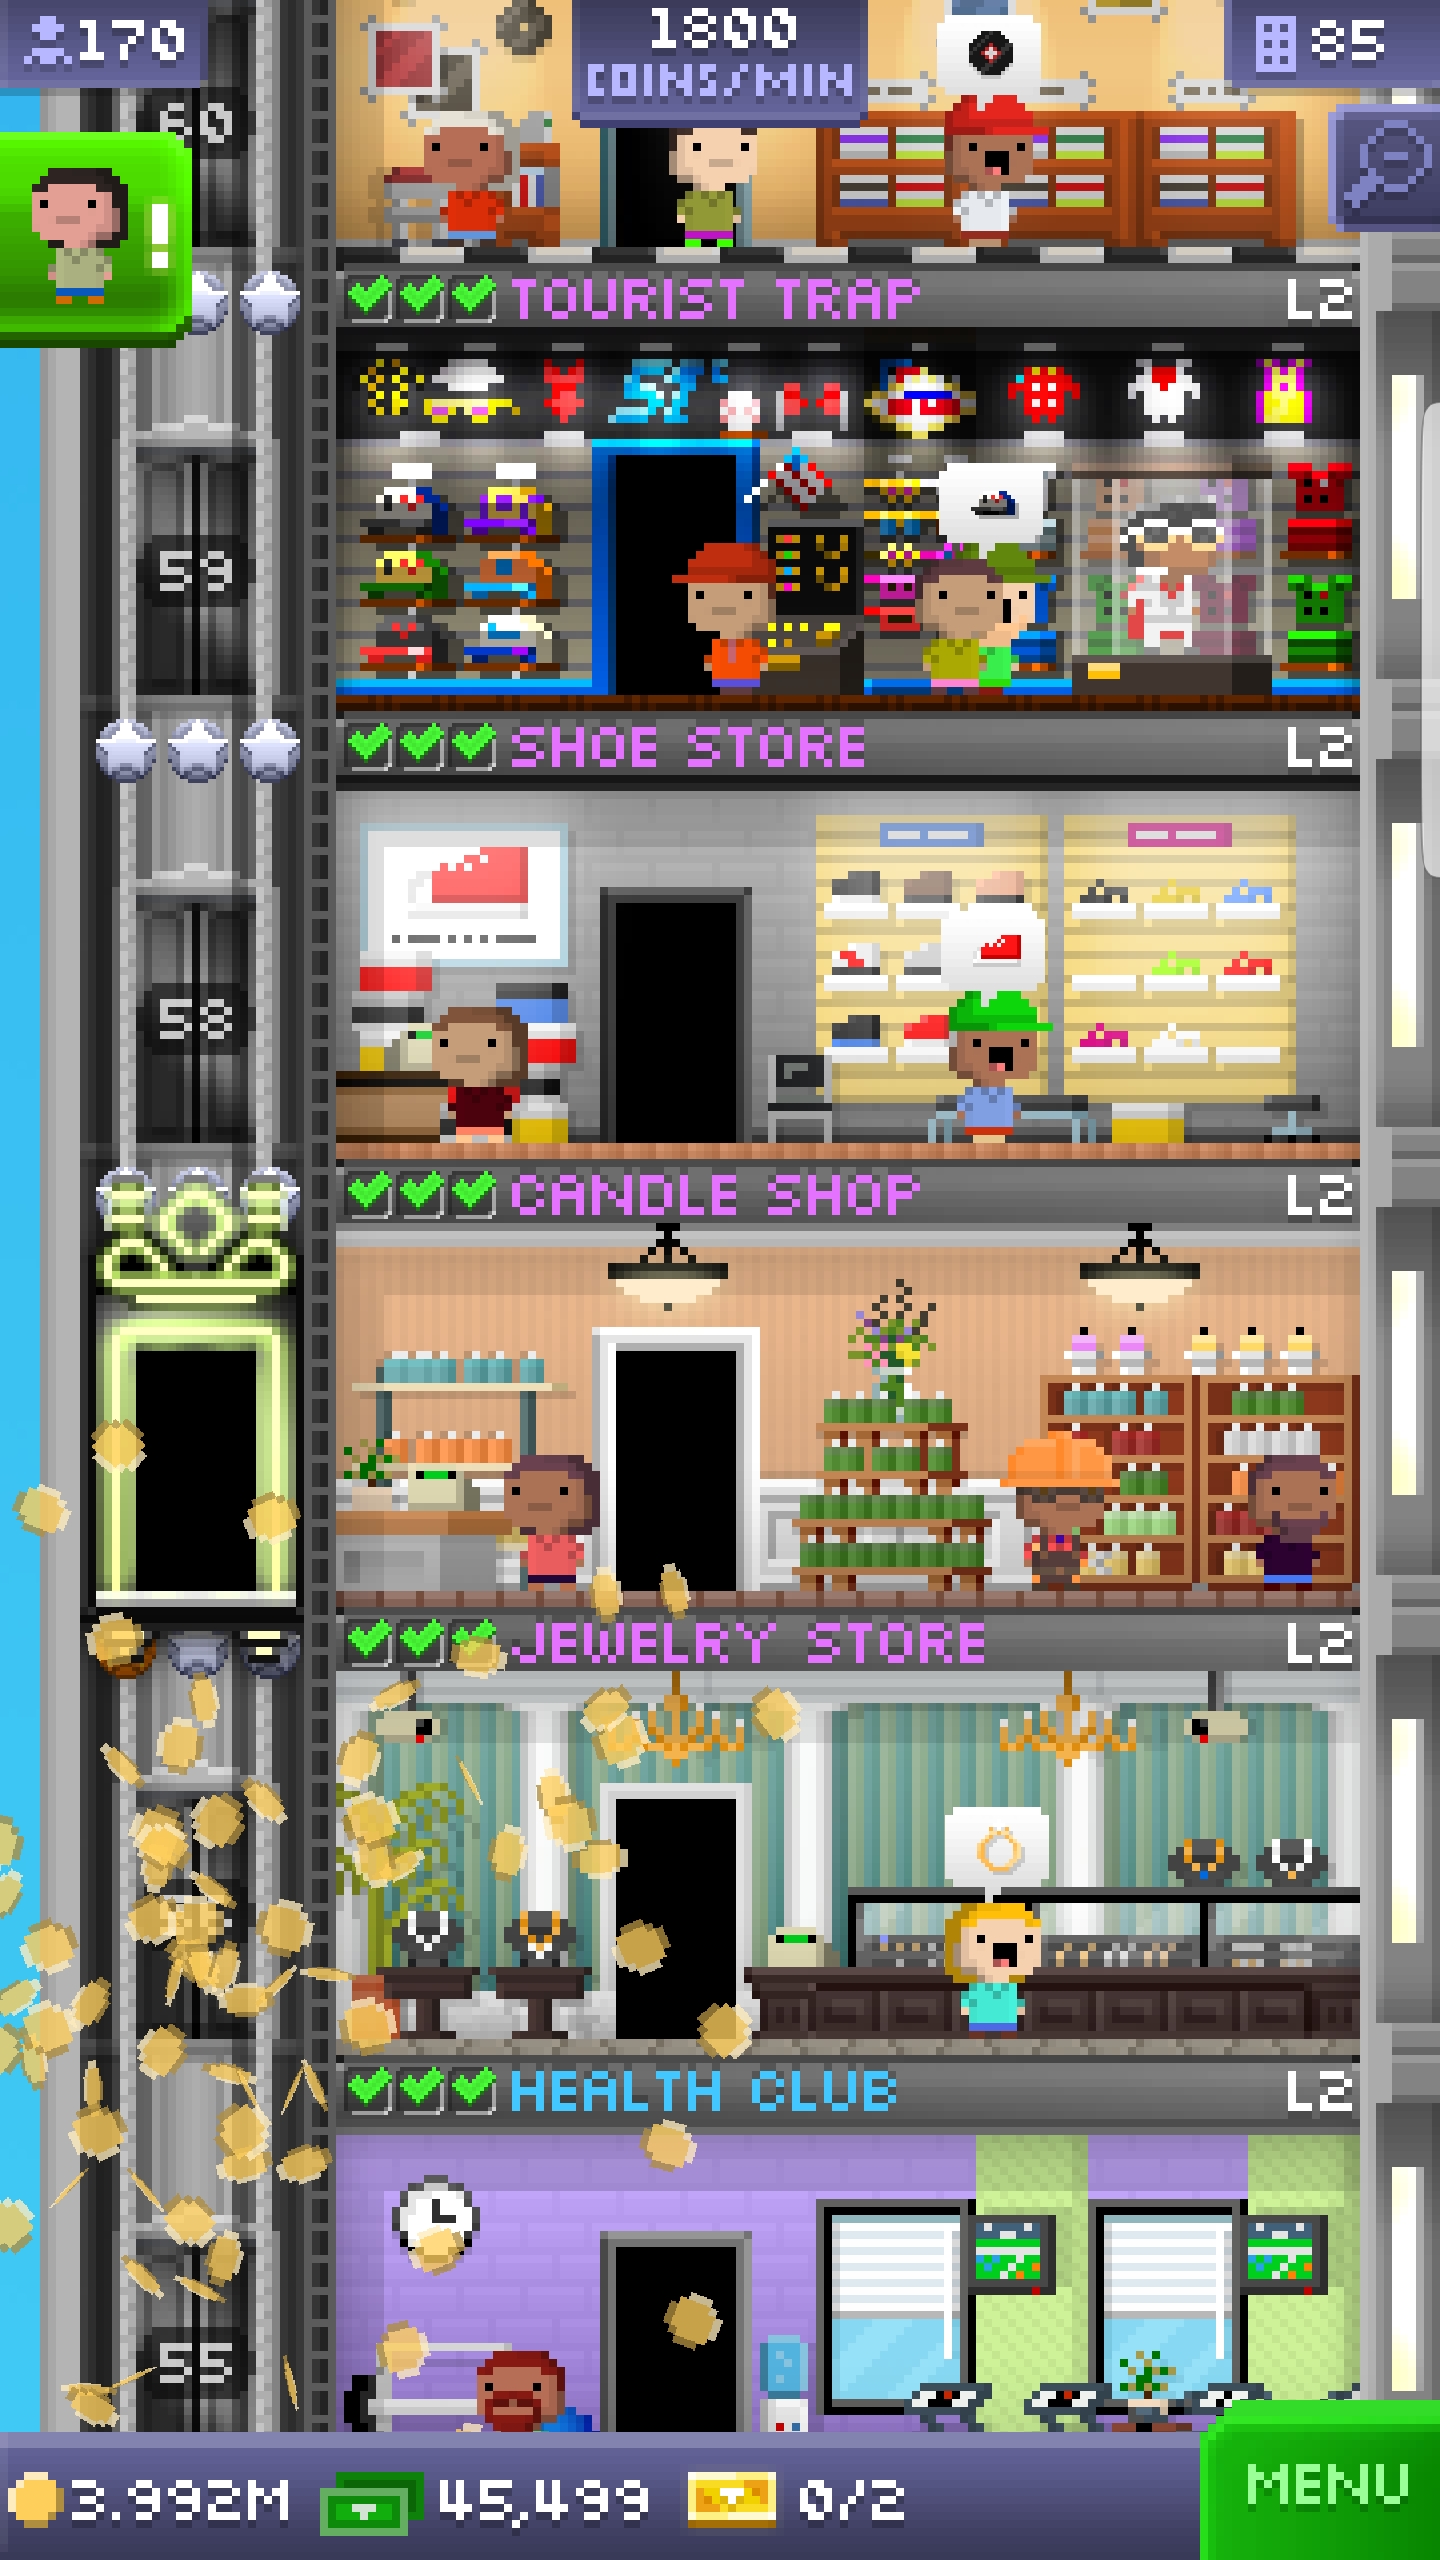 170
1800
COINS/MIN
85
60
!
TOURIST TRAP
L2
59
SHOE STORE
L2
58
CANDLE SHOP
L2
JEWELRY STORE
L2
HEALTH CLUB
L2
55
3.992M
45,499
0/2
MENU